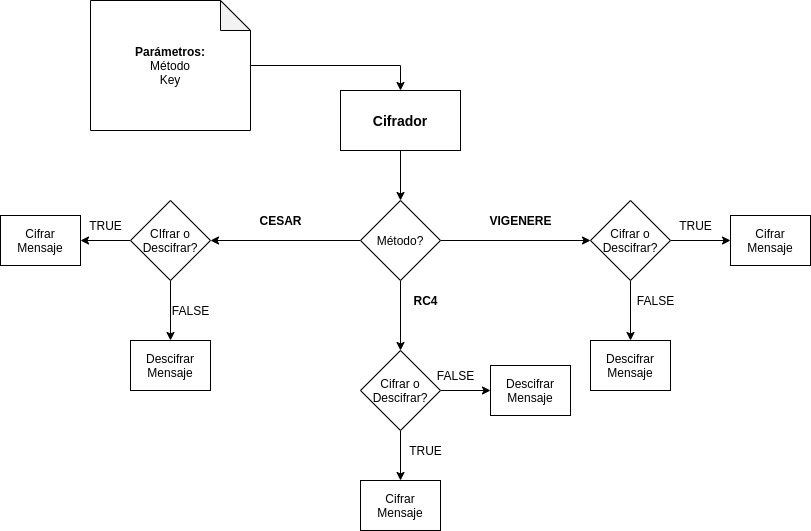 Parámetros:
Método
Key
Cifrador
CESAR
VIGENERE
Cifrar
Mensaje
TRUE
CIfrar o
Descifrar?
Método?
Cifrar o
Descifrar?
TRUE
Cifrar
Mensaje
FALSE
RC4
FALSE
Descifrar
Mensaje
Cifrar o
Descifrar?
FALSE
Descifrar
Mensaje
Descifrar
Mensaje
TRUE
Cifrar
Mensaje